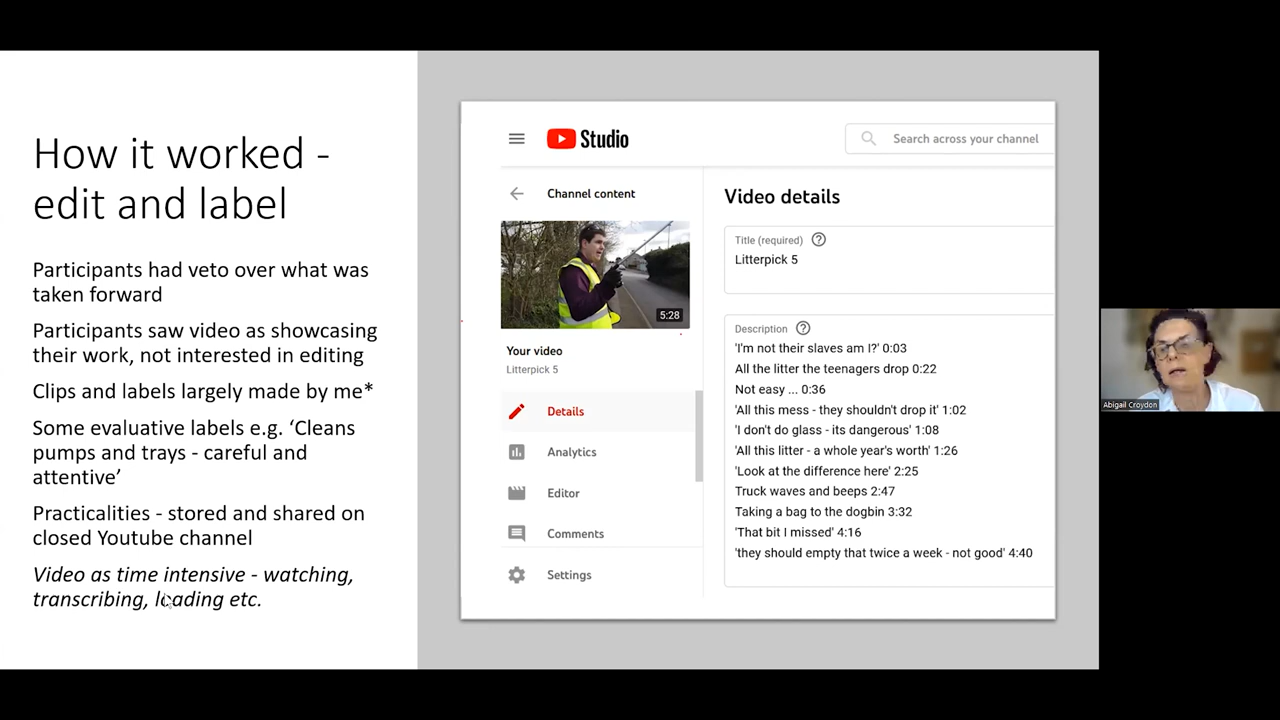 How it worked -
edit and label
Participants had veto over what was
taken forward
Participants saw video as showcasing
their work, not interested in editing
Clips and labels largely made by me*
Some evaluative labels e.g. ‘Cleans
pumps and trays - careful and
attentive’
Practicalities - stored and shared on
closed Youtube channel
Video as time intensive - watching,
transcribing, loading etc.
Studio
Search across your channel
Channel content
5:28
Your video
Litterpick 5
Details
Analytics
Editor
Comments
Settings
Video details
Title (required)
Litterpick 5
Description
'I'm not their slaves am I?' 0:03
All the litter the teenagers drop 0:22
Not easy ... 0:36
'All this mess - they shouldn't drop it' 1:02
'I don't do glass - its dangerous' 1:08
'All this litter - a whole year's worth' 1:26
'Look at the difference here' 2:25
Truck waves and beeps 2:47
Taking a bag to the dogbin 3:32
'That bit I missed' 4:16
'they should empty that twice a week - not good' 4:40
Abigail Croydon